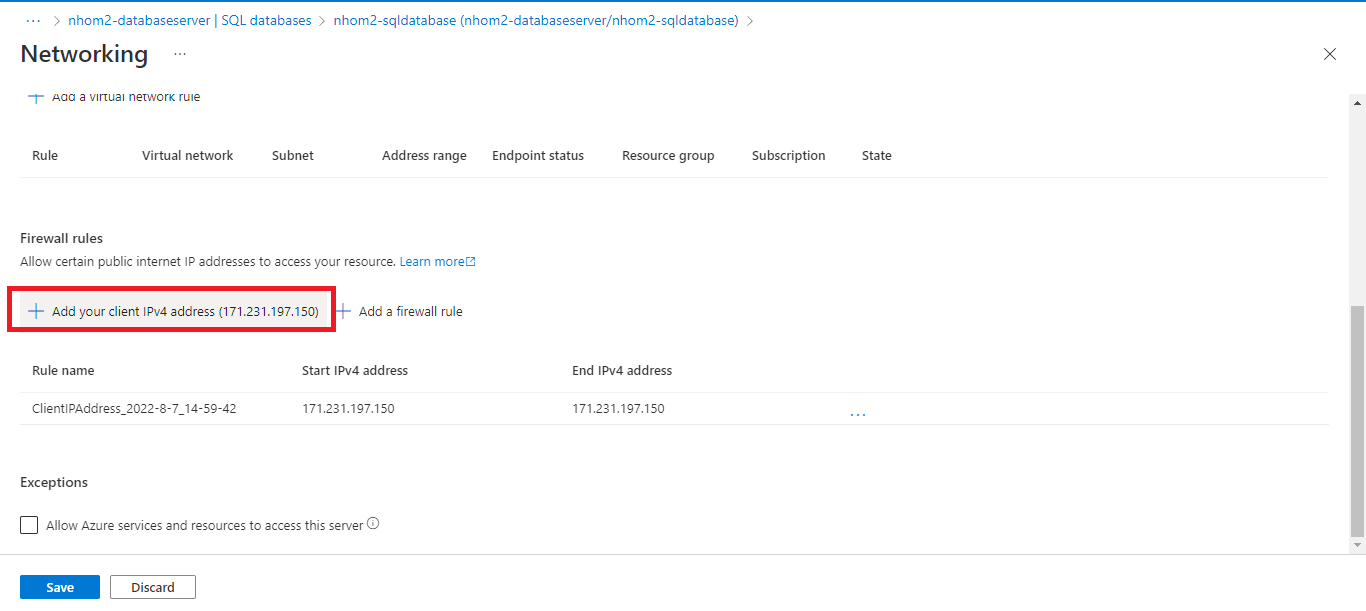 ··· > nhom2-databaseserver | SQL databases > nhom2-sqldatabase (nhom2-databaseserver/nhom2-sqldatabase) >
Networking ···
Add a virtual network rule
Rule Virtual network Subnet Address range Endpoint status Resource group Subscription State
Firewall rules
Allow certain public internet IP addresses to access your resource. Learn more
+ Add your client IPv4 address (171.231.197.150) + Add a firewall rule
Rule name Start IPv4 address End IPv4 address
ClientIPAddress_2022-8-7_14-59-42 171.231.197.150 171.231.197.150 ...
Exceptions
Allow Azure services and resources to access this server
Save Discard